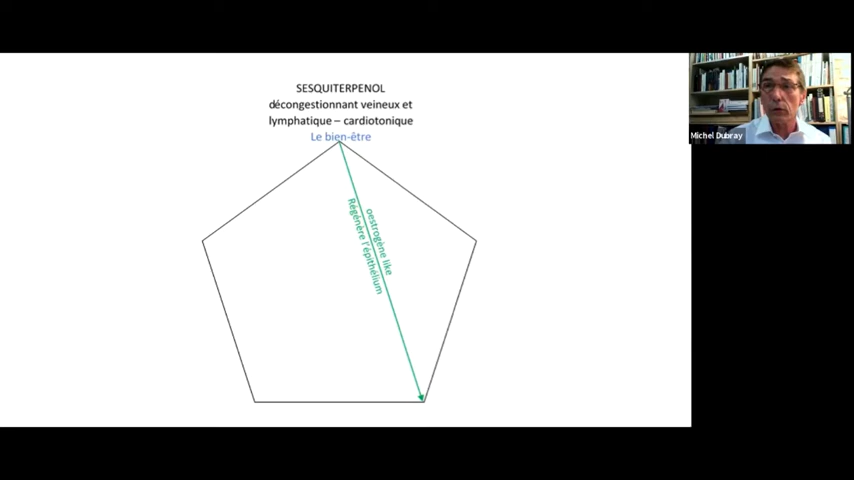 SESQUITERPENOL
décongestionnant veineux et
lymphatique – cardiotonique
Le bien-être
oestrogène like
Régénère l'épithélium
Michel Dubray